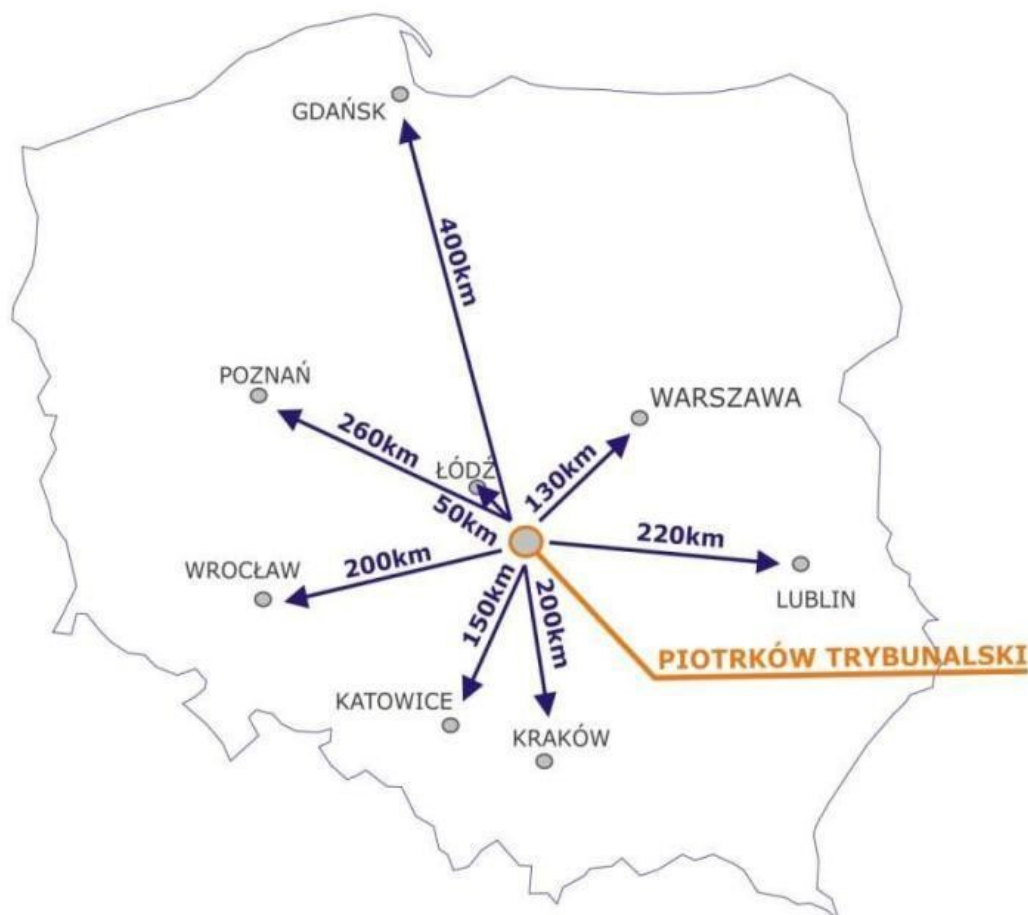 GDAŃSK
400km
POZNAŃ
WARSZAWA
260km
ŁÓDŹ
130km
50km
220km
200km
WROCŁAW
150km
200km
LUBLIN
PIOTRKÓW TRYBUNALSKI
KATOWICE
KRAKÓW